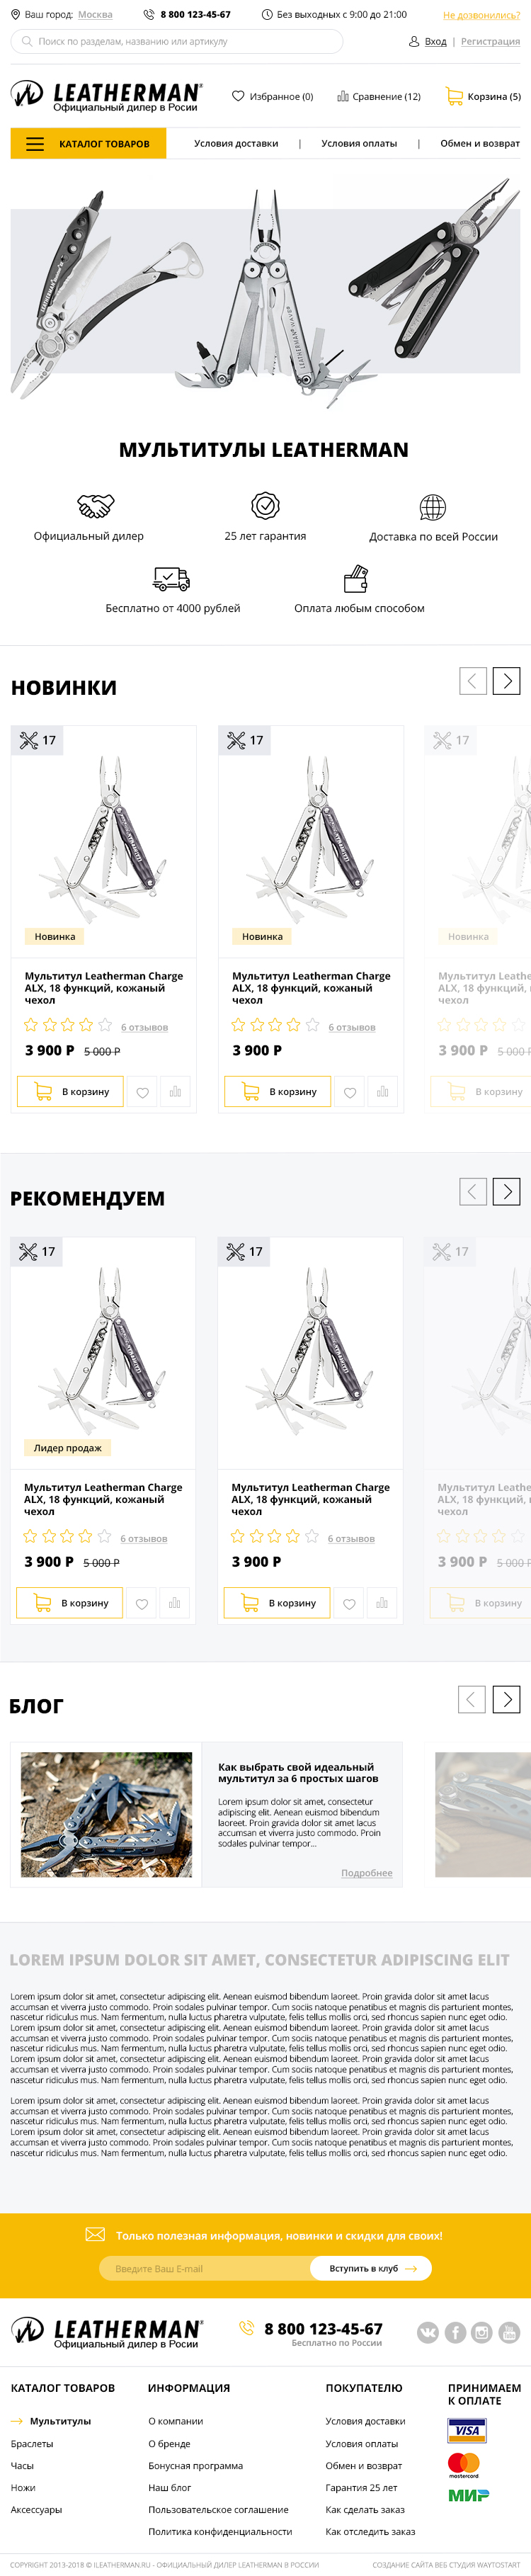 Ваш город: Москва
8 800 123-45-67
Без выходных с 9:00 до 21:00
Не дозвонились?
Поиск по разделам, названию или артикулу
Вход | Регистрация
LEATHERMAN®
Официальный дилер в Росии
Избранное (0)
Сравнение (12)
Корзина (5)
КАТАЛОГ ТОВАРОВ
Условия доставки | Условия оплаты | Обмен и возврат
МУЛЬТИТУЛЫ LEATHERMAN
Официальный дилер
25 лет гарантия
Доставка по всей России
Бесплатно от 4000 рублей
Оплата любым способом
НОВИНКИ
17
Новинка
Мультитул Leatherman Charge
ALX, 18 функций, кожаный
чехол
6 отзывов
3 900 Р 5 000 Р
В корзину
17
Новинка
Мультитул Leatherman Charge
ALX, 18 функций, кожаный
чехол
6 отзывов
3 900 Р
В корзину
17
Новинка
Мультитул Leathe
ALX, 18 функций,
чехол
3 900 Р 5 000
В корзину
РЕКОМЕНДУЕМ
17
Лидер продаж
Мультитул Leatherman Charge
ALX, 18 функций, кожаный
чехол
6 отзывов
3 900 Р 5 000 Р
В корзину
17
Мультитул Leatherman Charge
ALX, 18 функций, кожаный
чехол
6 отзывов
3 900 Р
В корзину
17
Мультитул Leathe
ALX, 18 функций,
чехол
3 900 Р 5 000
В корзину
БЛОГ
Как выбрать свой идеальный
мультитул за 6 простых шагов
Lorem ipsum dolor sit amet, consectetur
adipiscing elit. Aenean euismod bibendum
laoreet. Proin gravida dolor sit amet lacus
accumsan et viverra justo commodo. Proin
sodales pulvinar tempor...
Подробнее
LOREM IPSUM DOLOR SIT AMET, CONSECTETUR ADIPISCING ELIT
Lorem ipsum dolor sit amet, consectetur adipiscing elit. Aenean euismod bibendum laoreet. Proin gravida dolor sit amet lacus
accumsan et viverra justo commodo. Proin sodales pulvinar tempor. Cum sociis natoque penatibus et magnis dis parturient montes,
nascetur ridiculus mus. Nam fermentum, nulla luctus pharetra vulputate, felis tellus mollis orci, sed rhoncus sapien nunc eget odio.
Lorem ipsum dolor sit amet, consectetur adipiscing elit. Aenean euismod bibendum laoreet. Proin gravida dolor sit amet lacus
accumsan et viverra justo commodo. Proin sodales pulvinar tempor. Cum sociis natoque penatibus et magnis dis parturient montes,
nascetur ridiculus mus. Nam fermentum, nulla luctus pharetra vulputate, felis tellus mollis orci, sed rhoncus sapien nunc eget odio.
Lorem ipsum dolor sit amet, consectetur adipiscing elit. Aenean euismod bibendum laoreet. Proin gravida dolor sit amet lacus
accumsan et viverra justo commodo. Proin sodales pulvinar tempor. Cum sociis natoque penatibus et magnis dis parturient montes,
nascetur ridiculus mus. Nam fermentum, nulla luctus pharetra vulputate, felis tellus mollis orci, sed rhoncus sapien nunc eget odio.
Lorem ipsum dolor sit amet, consectetur adipiscing elit. Aenean euismod bibendum laoreet. Proin gravida dolor sit amet lacus
accumsan et viverra justo commodo. Proin sodales pulvinar tempor. Cum sociis natoque penatibus et magnis dis parturient montes,
nascetur ridiculus mus. Nam fermentum, nulla luctus pharetra vulputate, felis tellus mollis orci, sed rhoncus sapien nunc eget odio.
Lorem ipsum dolor sit amet, consectetur adipiscing elit. Aenean euismod bibendum laoreet. Proin gravida dolor sit amet lacus
accumsan et viverra justo commodo. Proin sodales pulvinar tempor. Cum sociis natoque penatibus et magnis dis parturient montes,
nascetur ridiculus mus. Nam fermentum, nulla luctus pharetra vulputate, felis tellus mollis orci, sed rhoncus sapien nunc eget odio.
Только полезная информация, новинки и скидки для своих!
Введите Ваш E-mail
Вступить в клуб
LEATHERMAN®
Официальный дилер в Росии
8 800 123-45-67
Бесплатно по России
КАТАЛОГ ТОВАРОВ
Мультитулы
Браслеты
Часы
Ножи
Аксессуары
ИНФОРМАЦИЯ
О компании
О бренде
Бонусная программа
Наш блог
Пользовательское соглашение
Политика конфиденциальности
ПОКУПАТЕЛЮ
Условия доставки
Условия оплаты
Обмен и возврат
Гарантия 25 лет
Как сделать заказ
Как отследить заказ
ПРИНИМАЕМ
К ОПЛАТЕ
VISA
mastercard
МИР
COPYRIGHT 2013-2018 © ILEATHERMAN.RU - ОФИЦИАЛЬНЫЙ ДИЛЕР LEATHERMAN В РОССИИ
СОЗДАНИЕ САЙТА ВЕБ СТУДИЯ WAYTOSTART